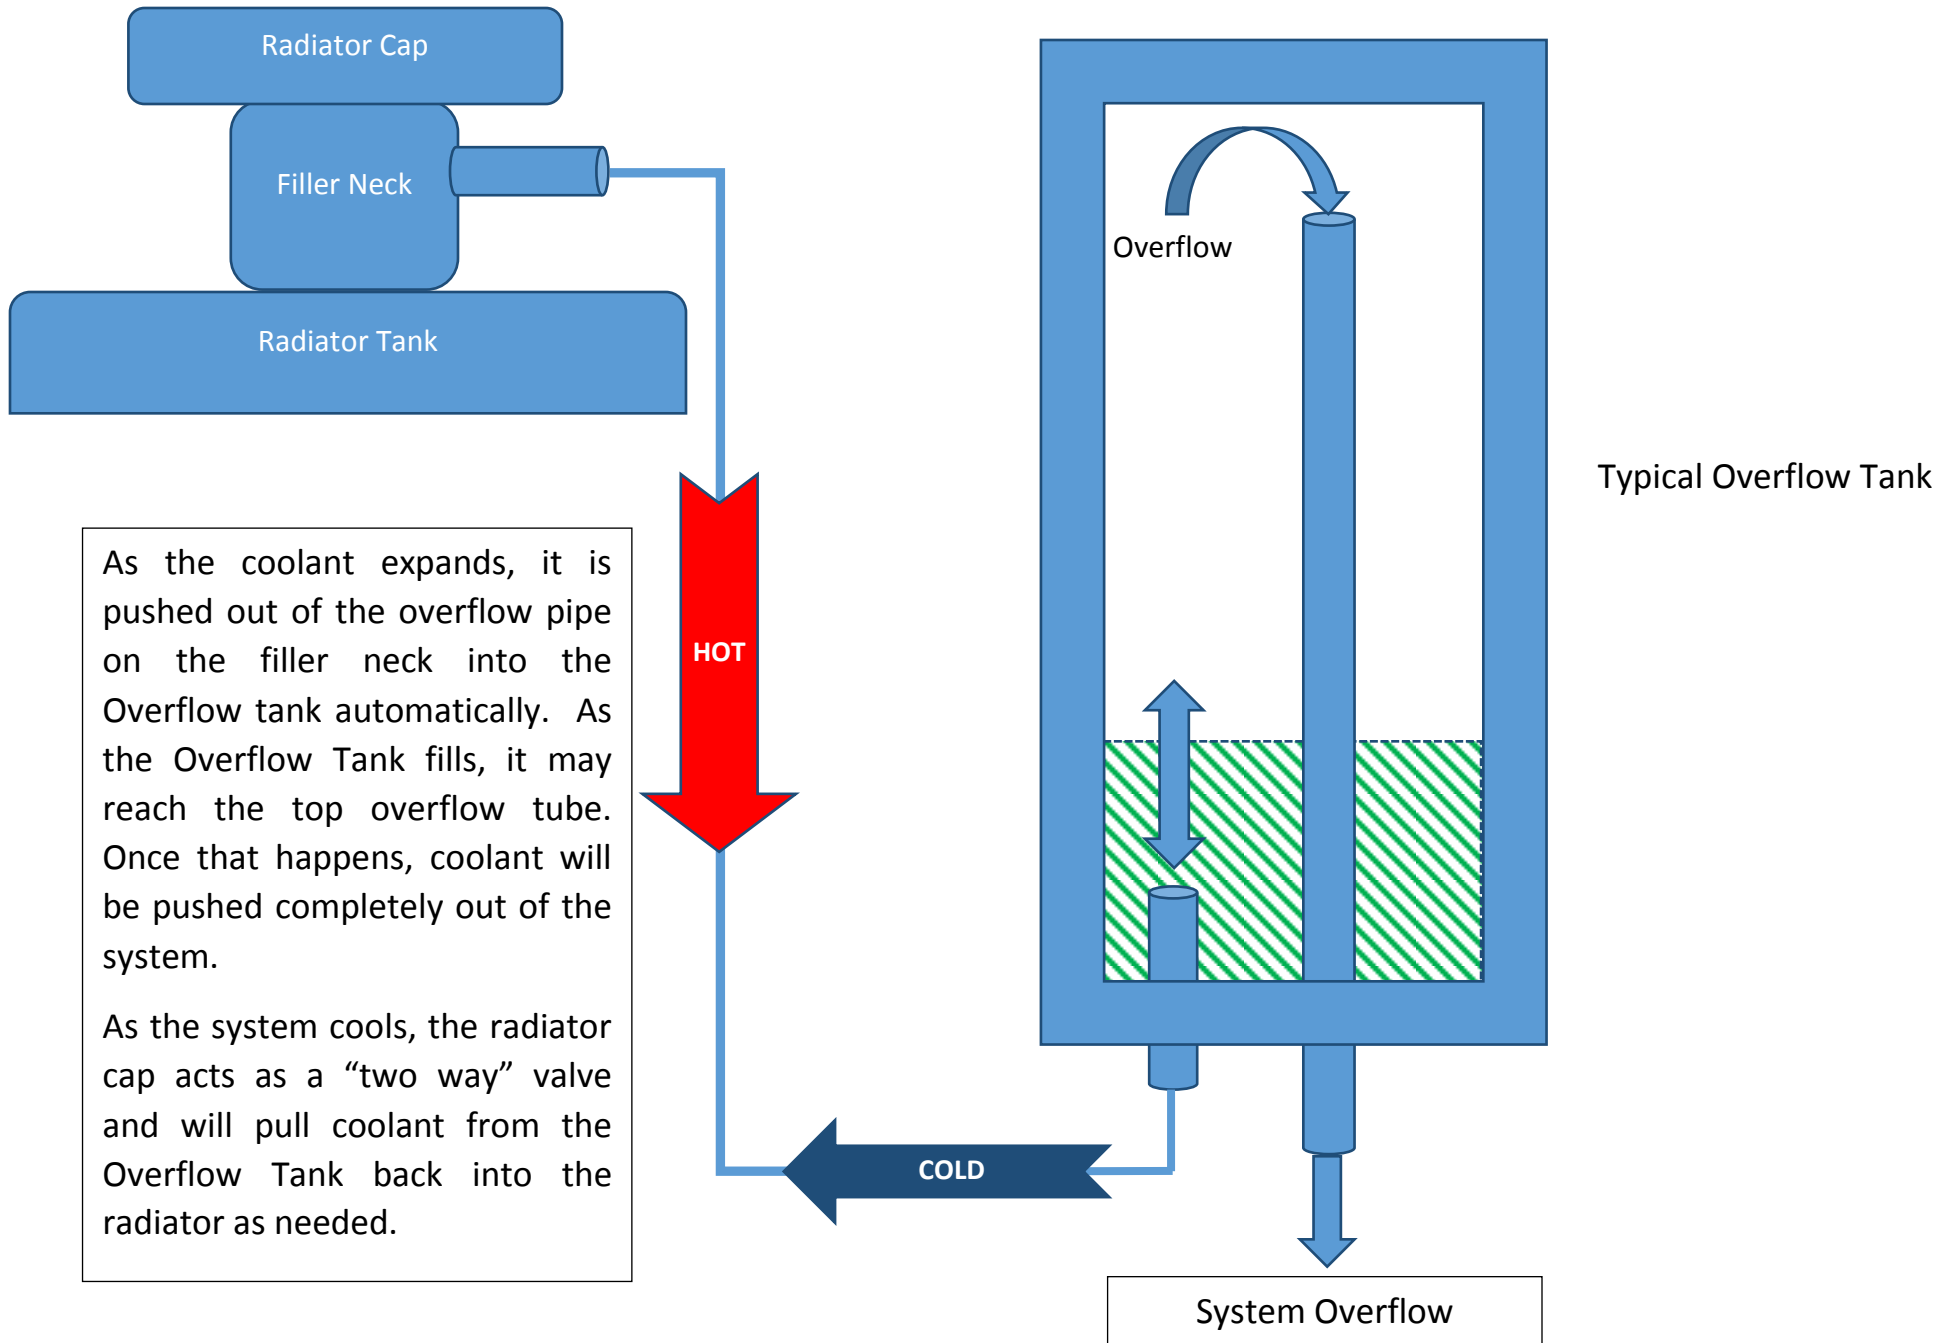 Radiator Cap
Filler Neck
Radiator Tank
Overflow
Typical Overflow Tank
As the coolant expands, it is
pushed out of the overflow pipe
on the filler neck into the
Overflow tank automatically. As
the Overflow Tank fills, it may
reach the top overflow tube.
Once that happens, coolant will
be pushed completely out of the
system.
As the system cools, the radiator
cap acts as a “two way” valve
and will pull coolant from the
Overflow Tank back into the
radiator as needed.
HOT
COLD
System Overflow